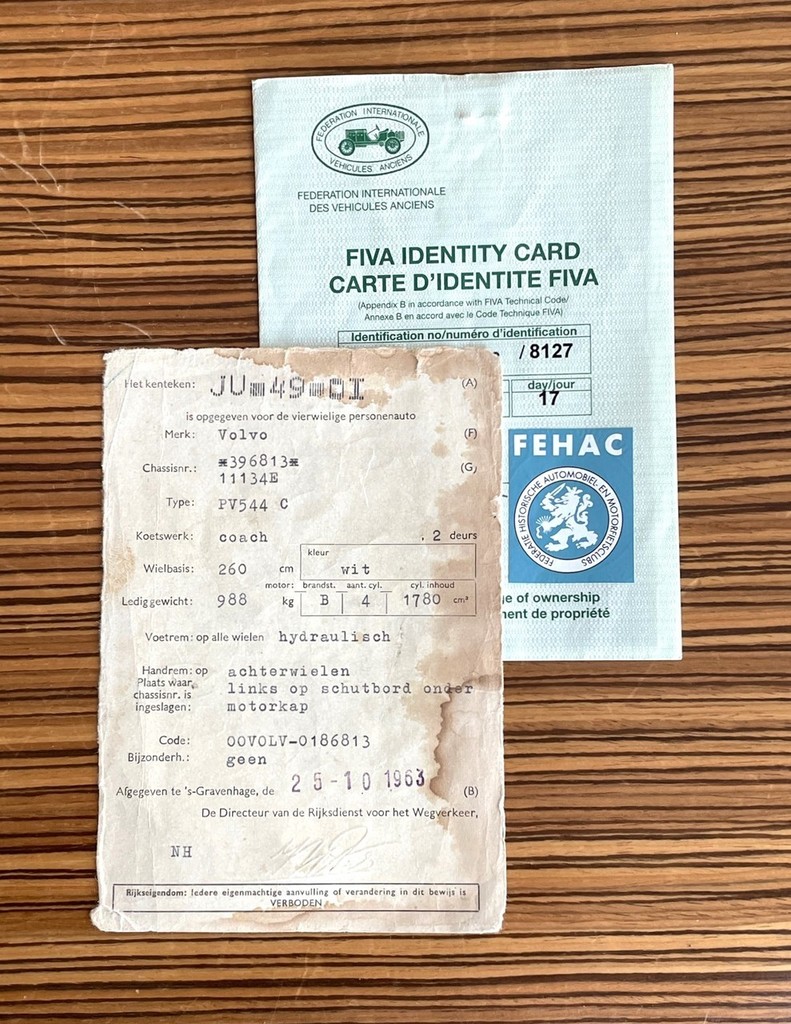 FEDERATION INTERNATIONALE
VEHICULES ANCIENS
FEDERATION INTERNATIONALE
DES VEHICULES ANCIENS
FIVA IDENTITY CARD
CARTE D'IDENTITE FIVA
(Appendix B in accordance with FIVA Technical Code/
Annexe B en accord avec le Code Technique FIVA)
Identification no/numéro d'identification
/ 8127
day/jour
17
FEHAC
FEDERATIE HISTORISCHE AUTOMOBIEL- EN MOTORFIETSCLUBS
of ownership
de propriété
Het kenteken: JU-49-QI (A)
is opgegeven voor de vierwielige personenauto
Merk: Volvo (F)
Chassisnr.: *396813* (G)
11134E
Type: PV544 C
Koetswerk: coach . 2 deurs
kleur
Wielbasis: 260 cm wit
motor: brandst. aant. cyl. cyl. inhoud
Lediggewicht: 988 kg B 4 1780 cm³
Voetrem: op alle wielen hydraulisch
Handrem: op achterwielen
Plaats waar chassisnr. is ingeslagen: links op schutbord onder
motorkap
Code: 00VOLV-0186813
Bijzonderh.: geen
Afgegeven te 's-Gravenhage, de 25-10 1963 (B)
De Directeur van de Rijksdienst voor het Wegverkeer,
NH
Rijkseigendom: Iedere eigenmachtige aanvulling of verandering in dit bewijs is
VERBODEN